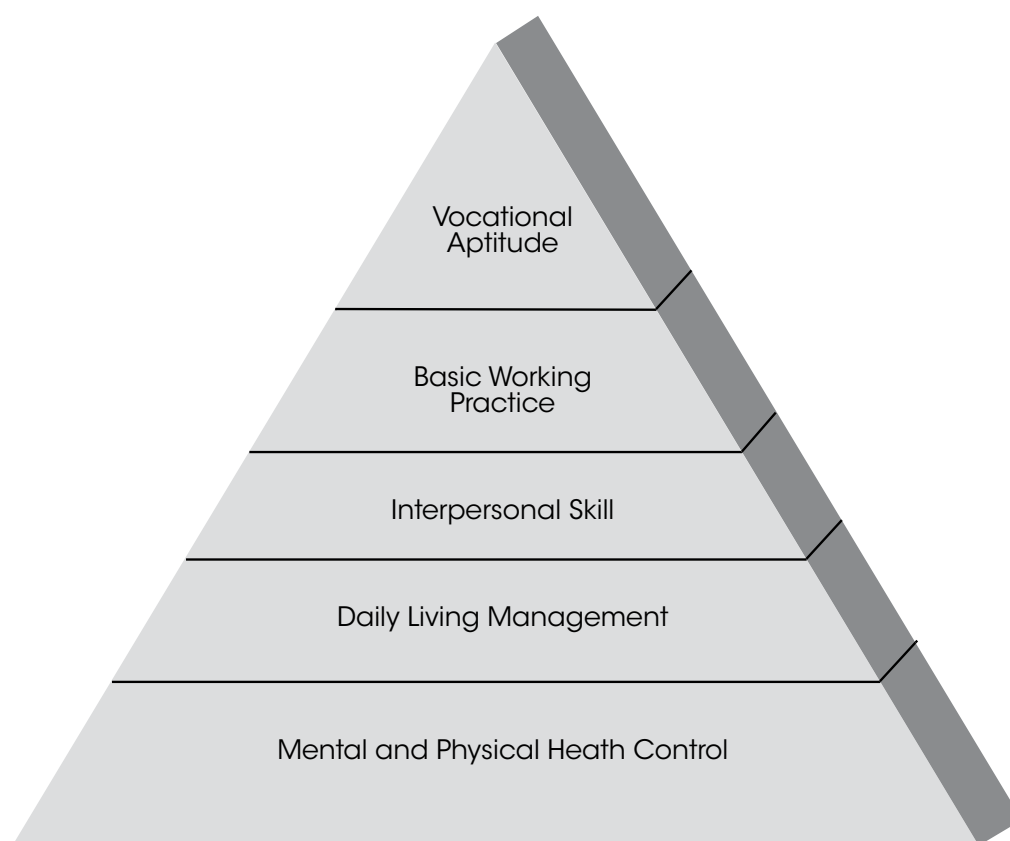 Vocational
Aptitude
Basic Working
Practice
Interpersonal Skill
Daily Living Management
Mental and Physical Heath Control